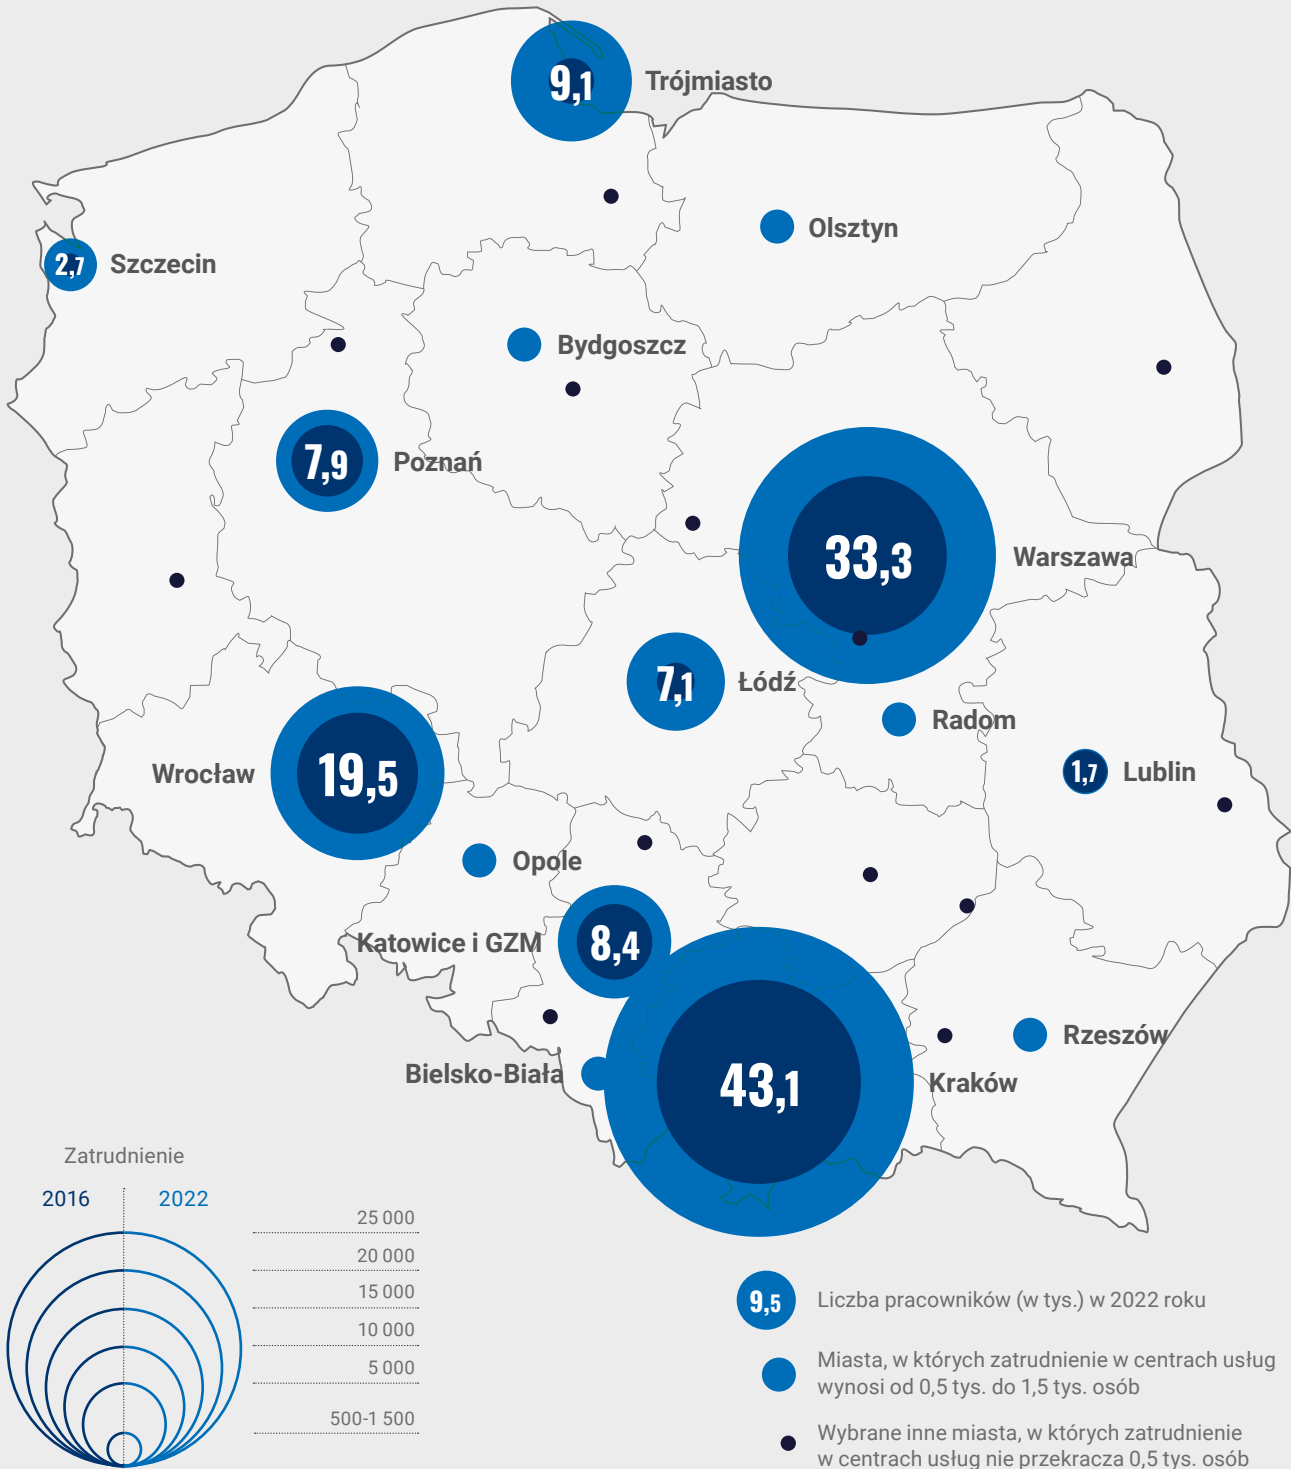 9,1
Trójmiasto
Olsztyn
2,7
Szczecin
Bydgoszcz
7,9
Poznań
33,3
Warszawa
7,1
Łódź
Radom
19,5
Wrocław
1,7
Lublin
Opole
Katowice i GZM
8,4
Rzeszów
Bielsko-Biała
43,1
Kraków
Zatrudnienie
2016
2022
25 000
20 000
15 000
10 000
5 000
500-1 500
9,5
Liczba pracowników (w tys.) w 2022 roku
Miasta, w których zatrudnienie w centrach usług
wynosi od 0,5 tys. do 1,5 tys. osób
Wybrane inne miasta, w których zatrudnienie
w centrach usług nie przekracza 0,5 tys. osób